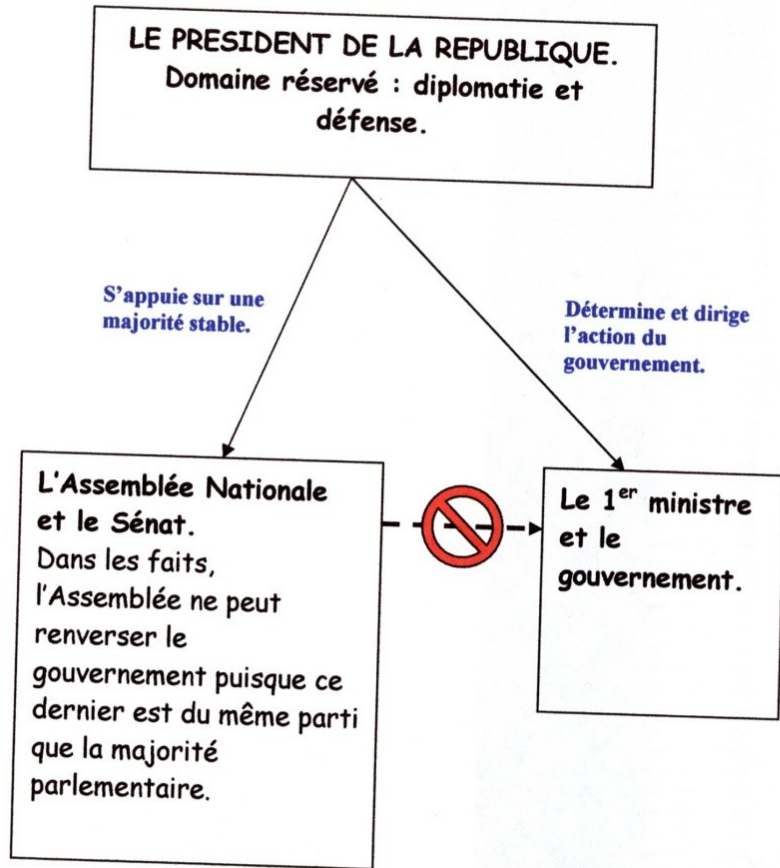 LE PRESIDENT DE LA REPUBLIQUE.
Domaine réservé : diplomatie et
défense.
S'appuie sur une
majorité stable.
Détermine et dirige
l'action du
gouvernement.
L'Assemblée Nationale
et le Sénat.
Dans les faits,
l'Assemblée ne peut
renverser le
gouvernement puisque ce
dernier est du même parti
que la majorité
parlementaire.
Le 1er ministre
et le
gouvernement.